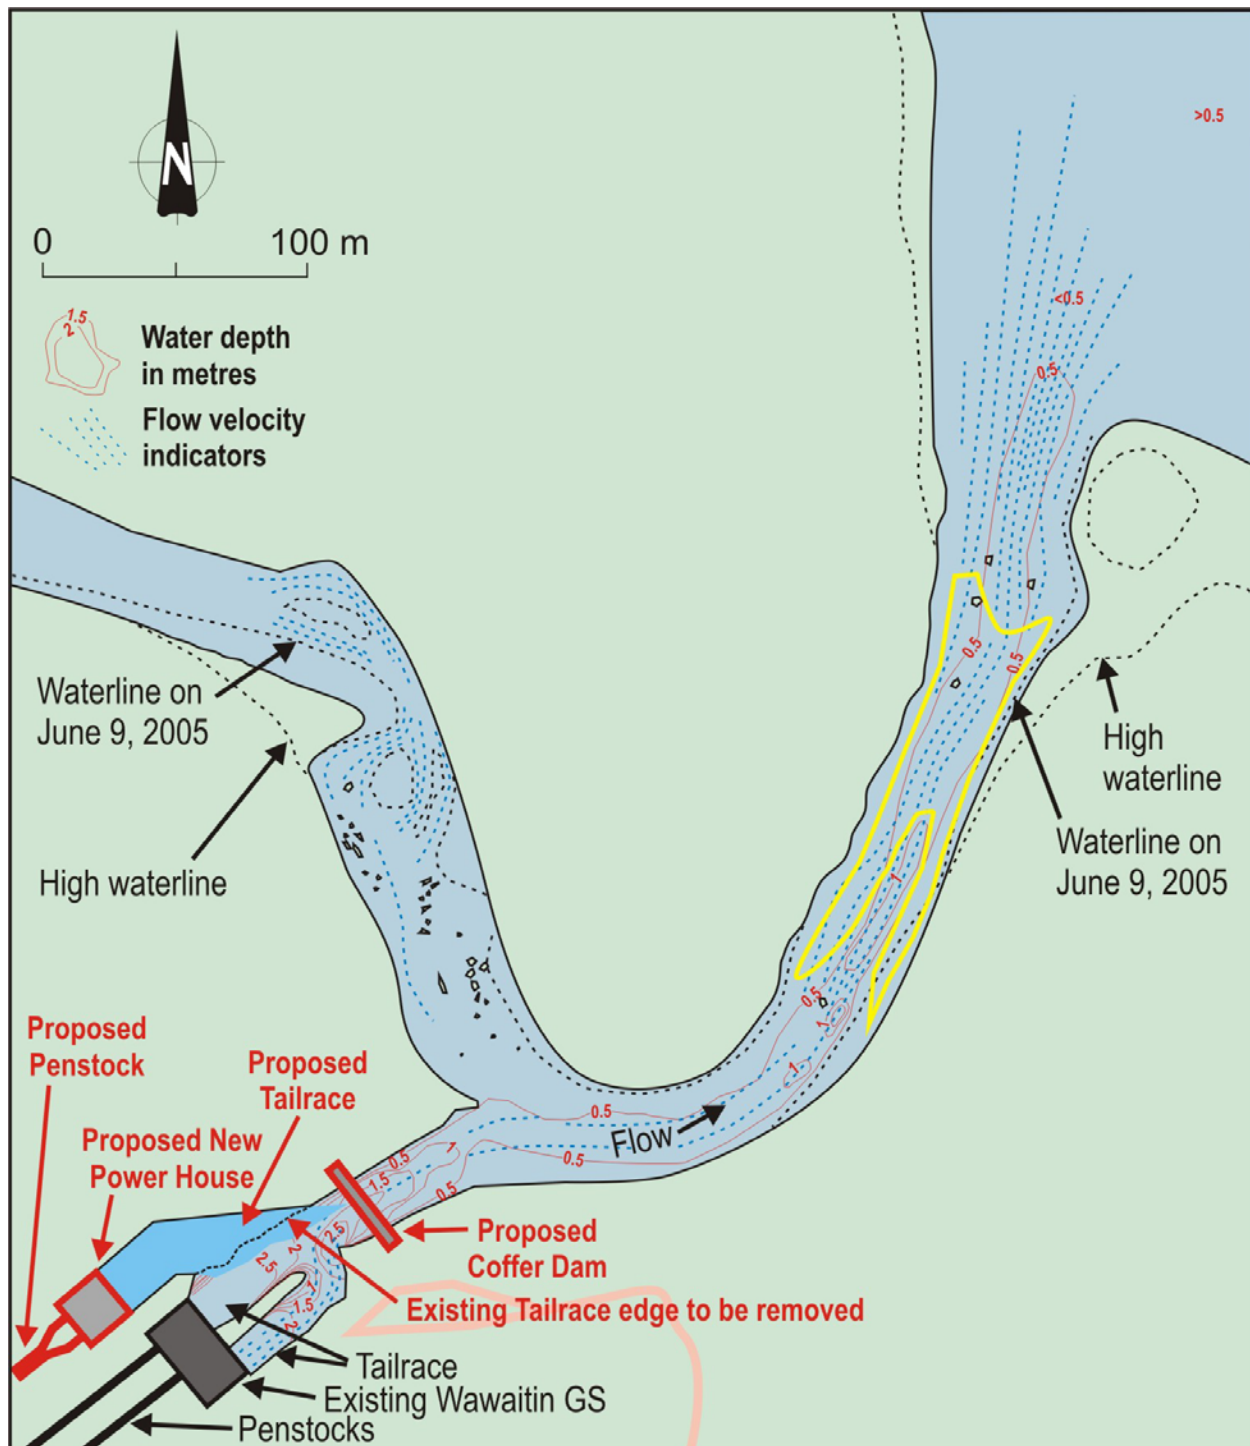 N
0
100 m
>0.5
1.5
2
Water depth
in metres
Flow velocity
indicators
<0.5
0.5
0.5
0.5
Waterline on
June 9, 2005
High
waterline
Waterline on
June 9, 2005
High waterline
1
0.5
1
1
Proposed
Penstock
Proposed
Tailrace
Proposed New
Power House
0.5
Flow
0.5
0.5
1
1.5
0.5
2.5
2
2.5
1
1.5
2
Proposed
Coffer Dam
Existing Tailrace edge to be removed
Tailrace
Existing Wawaitin GS
Penstocks